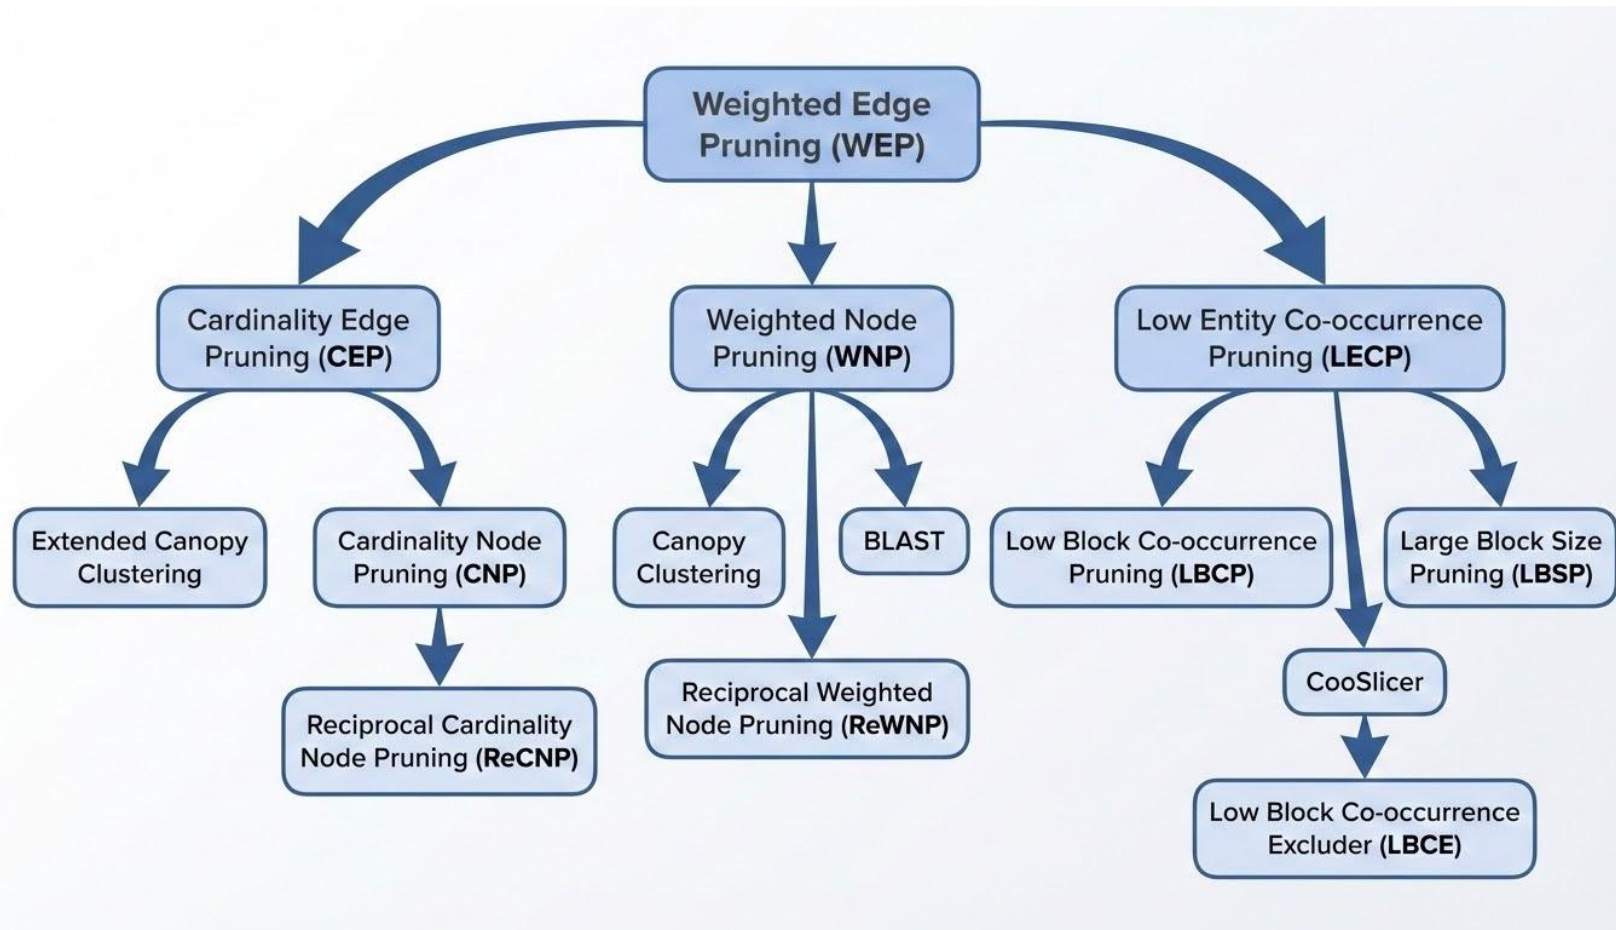 Weighted Edge
Pruning (WEP)
Cardinality Edge
Pruning (CEP)
Weighted Node
Pruning (WNP)
Low Entity Co-occurrence
Pruning (LECP)
Extended Canopy
Clustering
Cardinality Node
Pruning (CNP)
Canopy
Clustering
BLAST
Low Block Co-occurrence
Pruning (LBCP)
Large Block Size
Pruning (LBSP)
Reciprocal Cardinality
Node Pruning (ReCNP)
Reciprocal Weighted
Node Pruning (ReWNP)
CooSlicer
Low Block Co-occurrence
Excluder (LBCE)